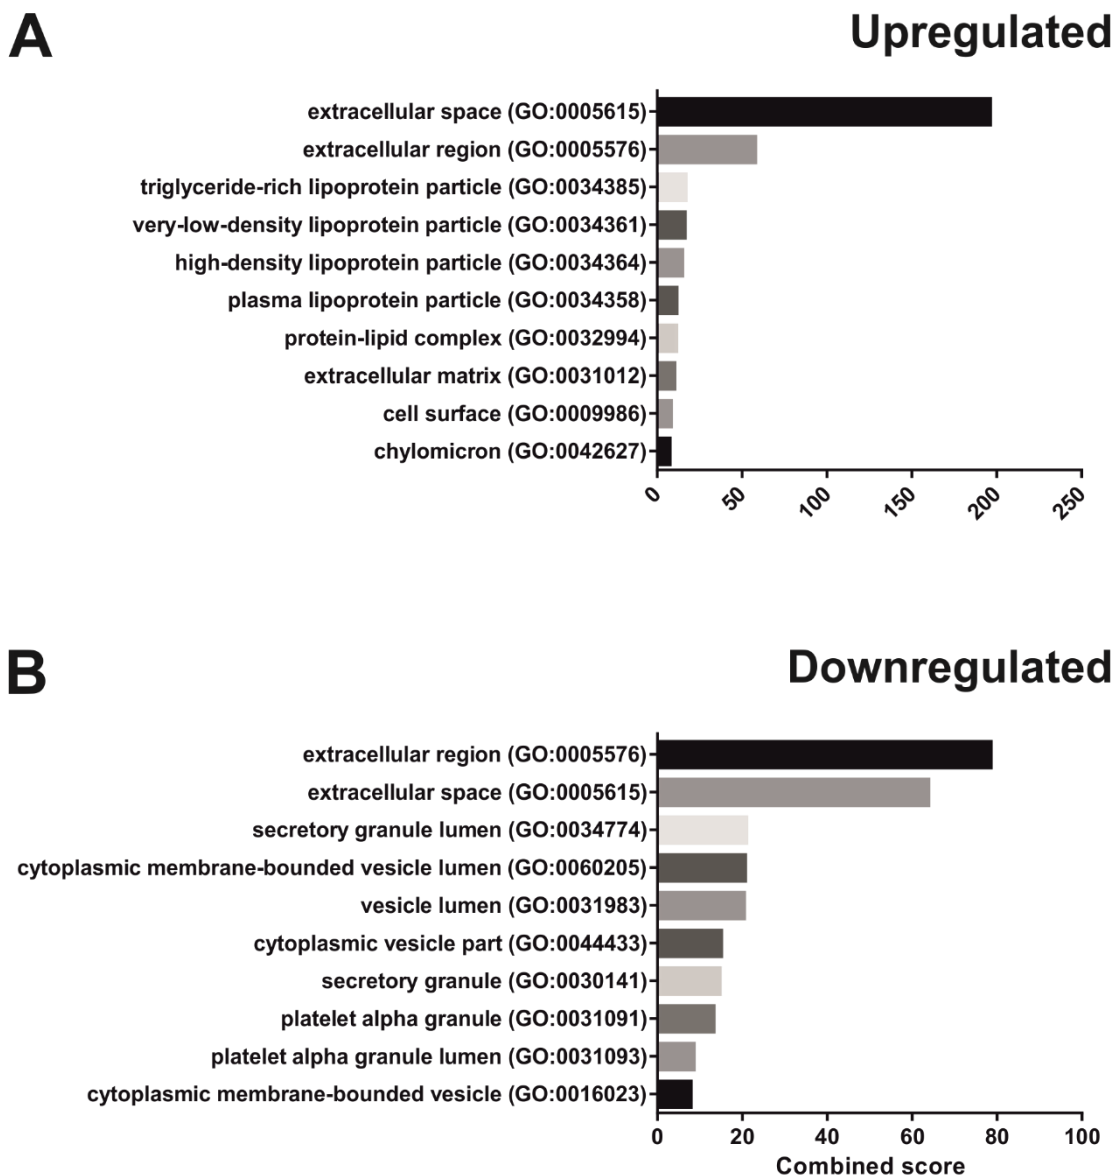 A
Upregulated
extracellular space (GO:0005615)
extracellular region (GO:0005576)
triglyceride-rich lipoprotein particle (GO:0034385)
very-low-density lipoprotein particle (GO:0034361)
high-density lipoprotein particle (GO:0034364)
plasma lipoprotein particle (GO:0034358)
protein-lipid complex (GO:0032994)
extracellular matrix (GO:0031012)
cell surface (GO:0009986)
chylomicron (GO:0042627)
0 50 100 150 200 250
B
Downregulated
extracellular region (GO:0005576)
extracellular space (GO:0005615)
secretory granule lumen (GO:0034774)
cytoplasmic membrane-bounded vesicle lumen (GO:0060205)
vesicle lumen (GO:0031983)
cytoplasmic vesicle part (GO:0044433)
secretory granule (GO:0030141)
platelet alpha granule (GO:0031091)
platelet alpha granule lumen (GO:0031093)
cytoplasmic membrane-bounded vesicle (GO:0016023)
0 20 40 60 80 100
Combined score